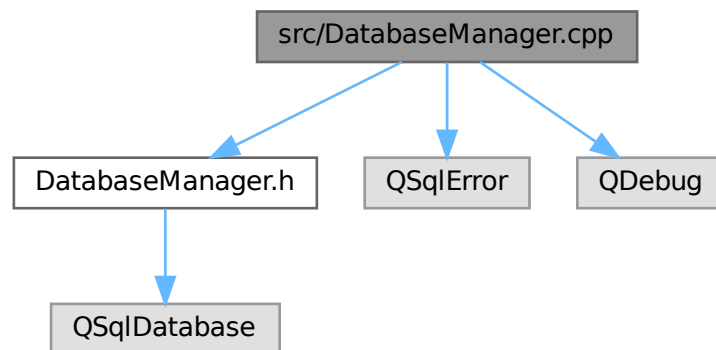 src/DatabaseManager.cpp
DatabaseManager.h
QSqlError
QDebug
QSqlDatabase